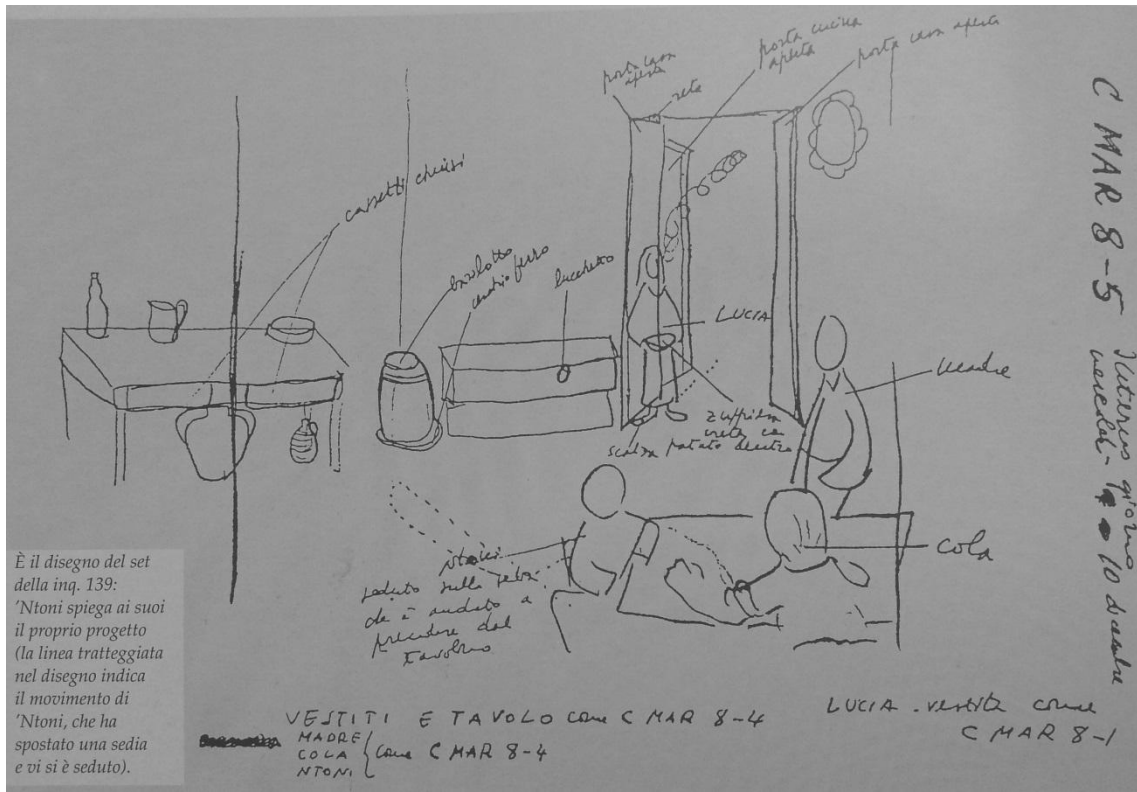 porta casa aperta
rete
porta cucina aperta
porta casa aperta
C MAR 8-5
Interno giorno
10 dicembre
cassetti chiusi
lucchetto
LUCIA
madre
scalza
patate dentro
Cola
Ntoni
seduto sulla sedia
che è andato a
prendere dal
tavolino
È il disegno del set
della inq. 139:
'Ntoni spiega ai suoi
il proprio progetto
(la linea tratteggiata
nel disegno indica
il movimento di
'Ntoni, che ha
spostato una sedia
e vi si è seduto).
VESTITI E TAVOLO come C MAR 8-4
MADRE
COLA come C MAR 8-4
NTONI
LUCIA - vestita come
C MAR 8-1